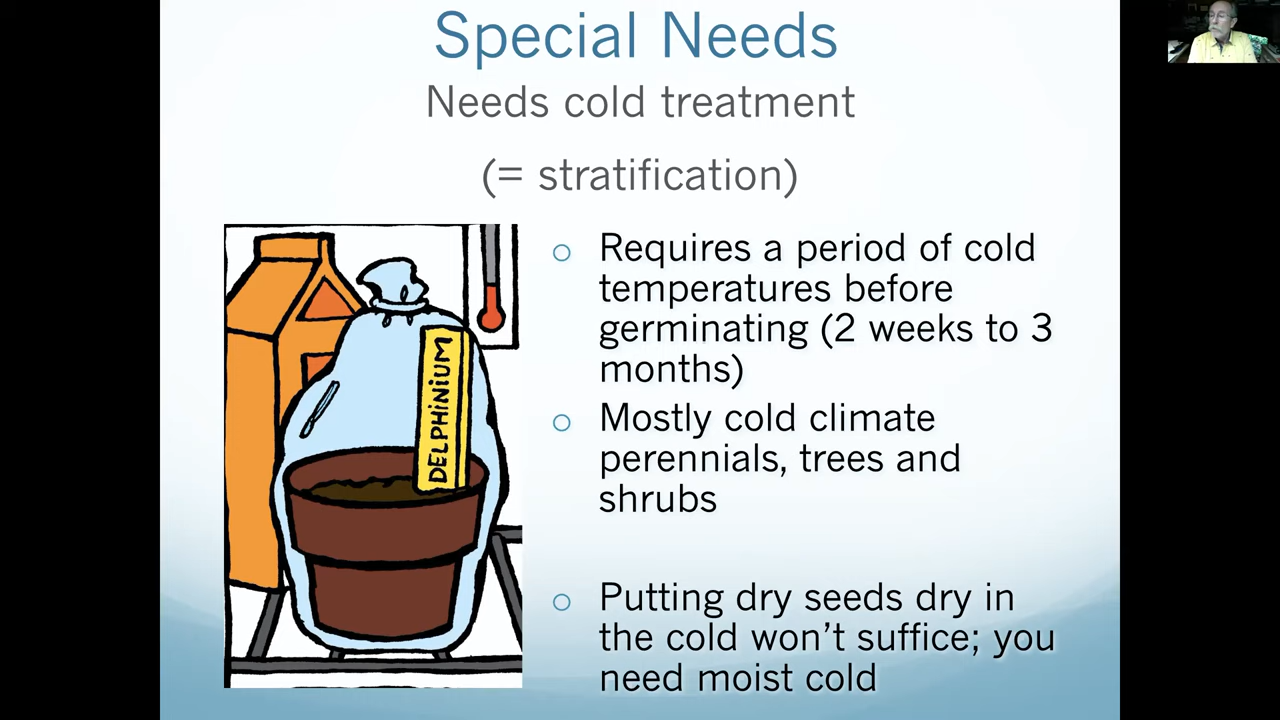 Special Needs
Needs cold treatment
(= stratification)
DELPHINIUM
o Requires a period of cold
temperatures before
germinating (2 weeks to 3
months)
o Mostly cold climate
perennials, trees and
shrubs
o Putting dry seeds dry in
the cold won’t suffice; you
need moist cold